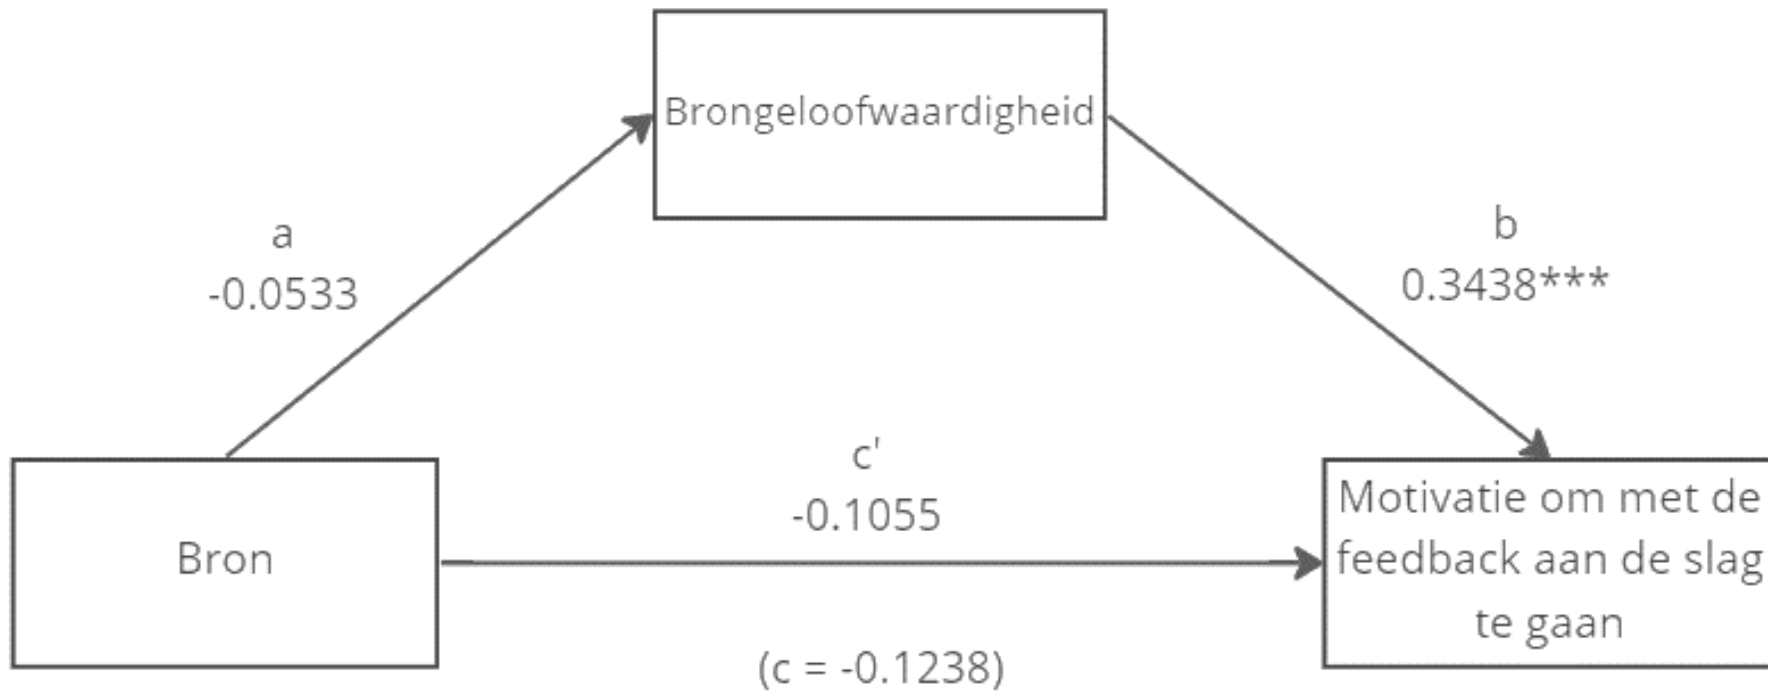 Brongeloofwaardigheid
a
-0.0533
b
0.3438***
c'
-0.1055
Bron
Motivatie om met de
feedback aan de slag
te gaan
(c = -0.1238)